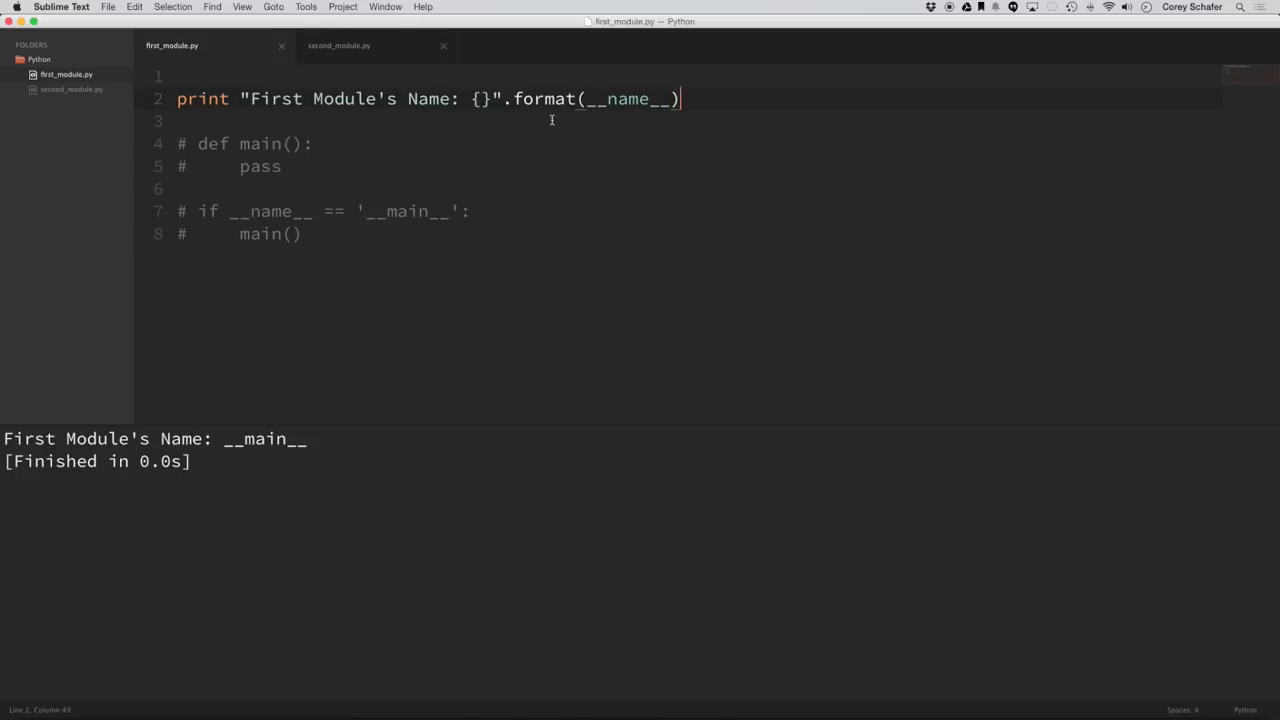 Sublime Text File Edit Selection Find View Goto Tools Project Window Help Corey Schafer
first_module.py — Python
FOLDERS
Python
first_module.py
second_module.py
first_module.py second_module.py
1
2 print "First Module's Name: {}".format(__name__)
3
4 # def main():
5 #     pass
6
7 # if __name__ == '__main__':
8 #     main()
First Module's Name: __main__
[Finished in 0.0s]
Line 2, Column 49 Spaces: 4 Python